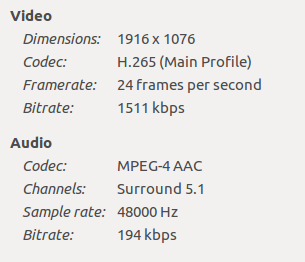 Video
Dimensions: 1916 x 1076
Codec: H.265 (Main Profile)
Framerate: 24 frames per second
Bitrate: 1511 kbps
Audio
Codec: MPEG-4 AAC
Channels: Surround 5.1
Sample rate: 48000 Hz
Bitrate: 194 kbps